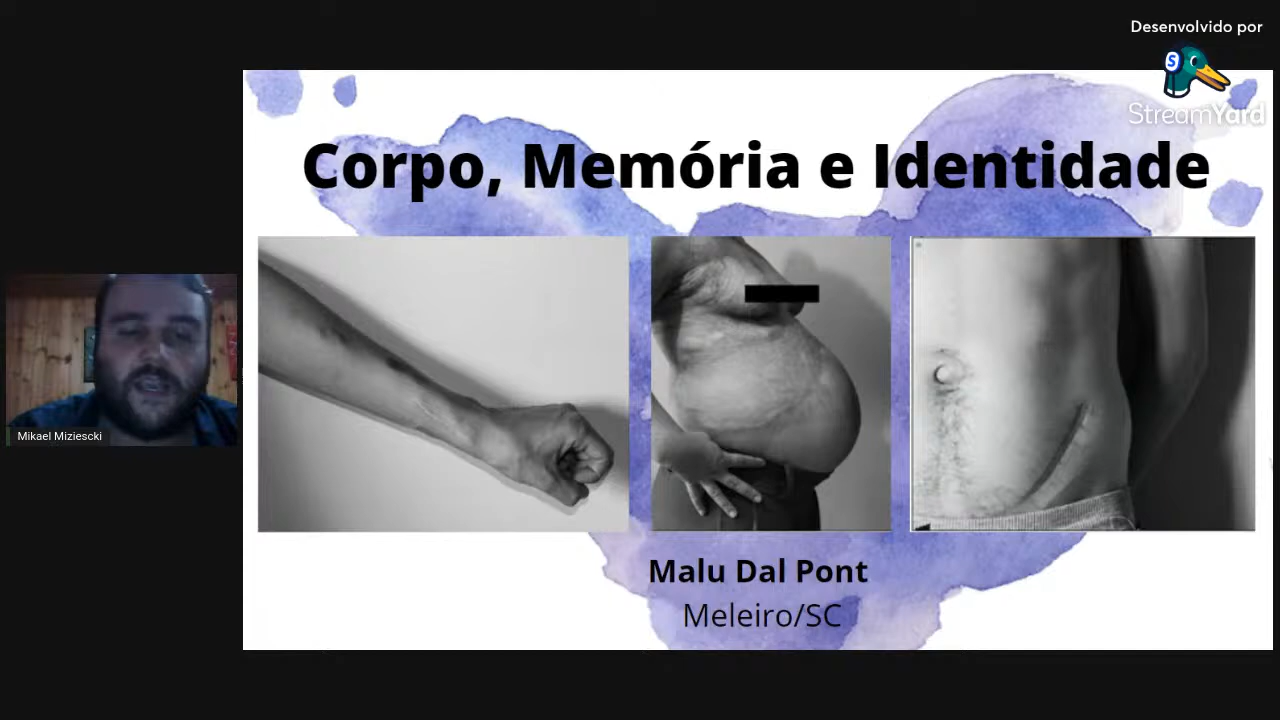 Desenvolvido por
StreamYard
Corpo, Memória e Identidade
Mikael Miziescki
Malu Dal Pont
Meleiro/SC